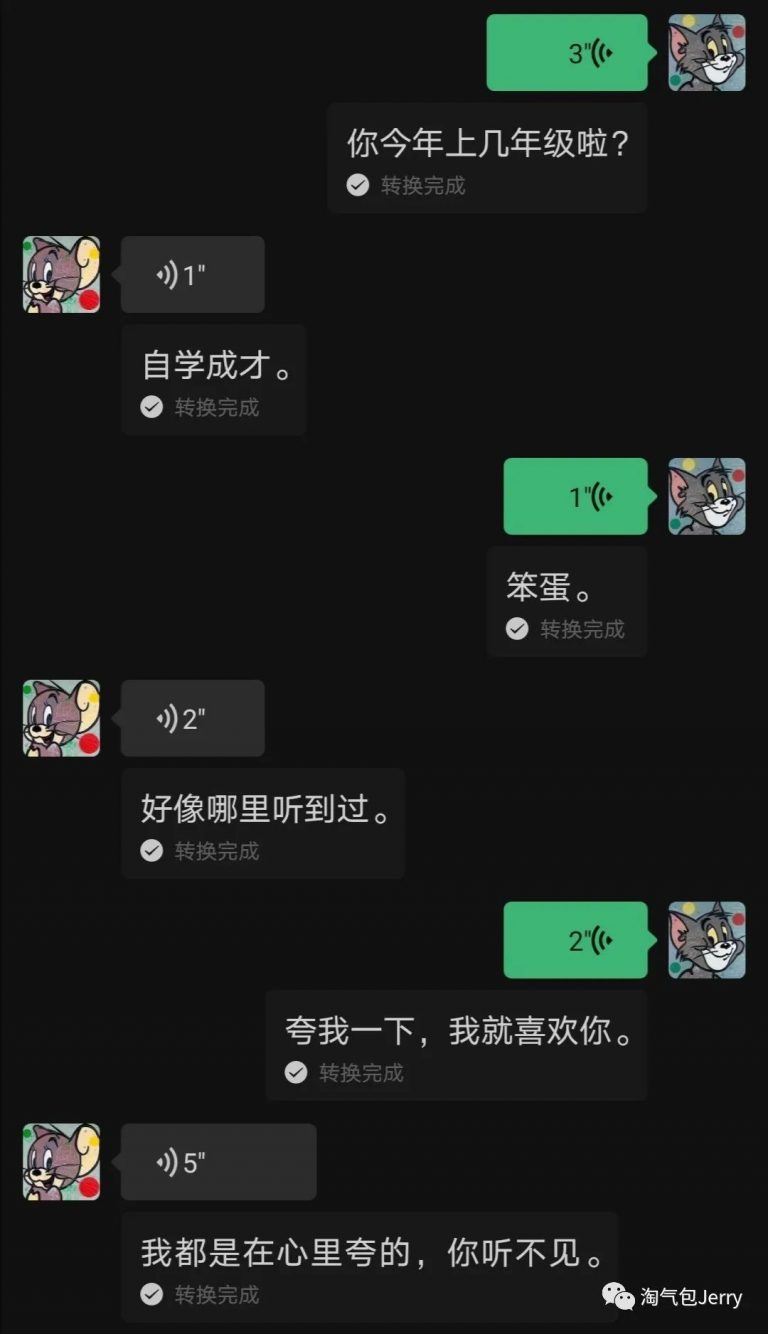 3"
你今年上几年级啦？
转换完成
1"
自学成才。
转换完成
1"
笨蛋。
转换完成
2"
好像哪里听到过。
转换完成
2"
夸我一下，我就喜欢你。
转换完成
5"
我都是在心里夸的，你听不见。
转换完成
淘气包Jerry